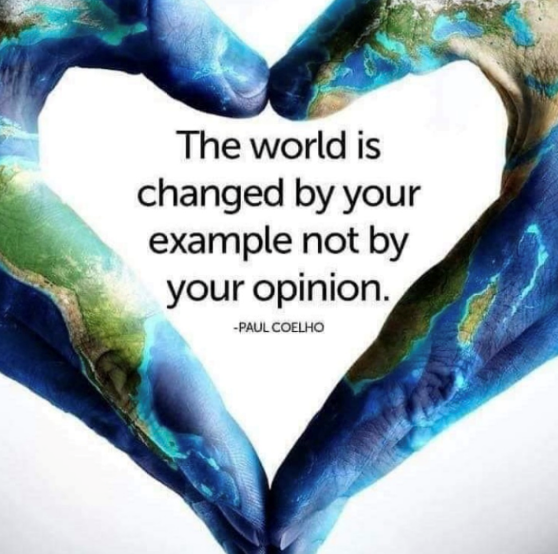 The world is
changed by your
example not by
your opinion.
-PAUL COELHO